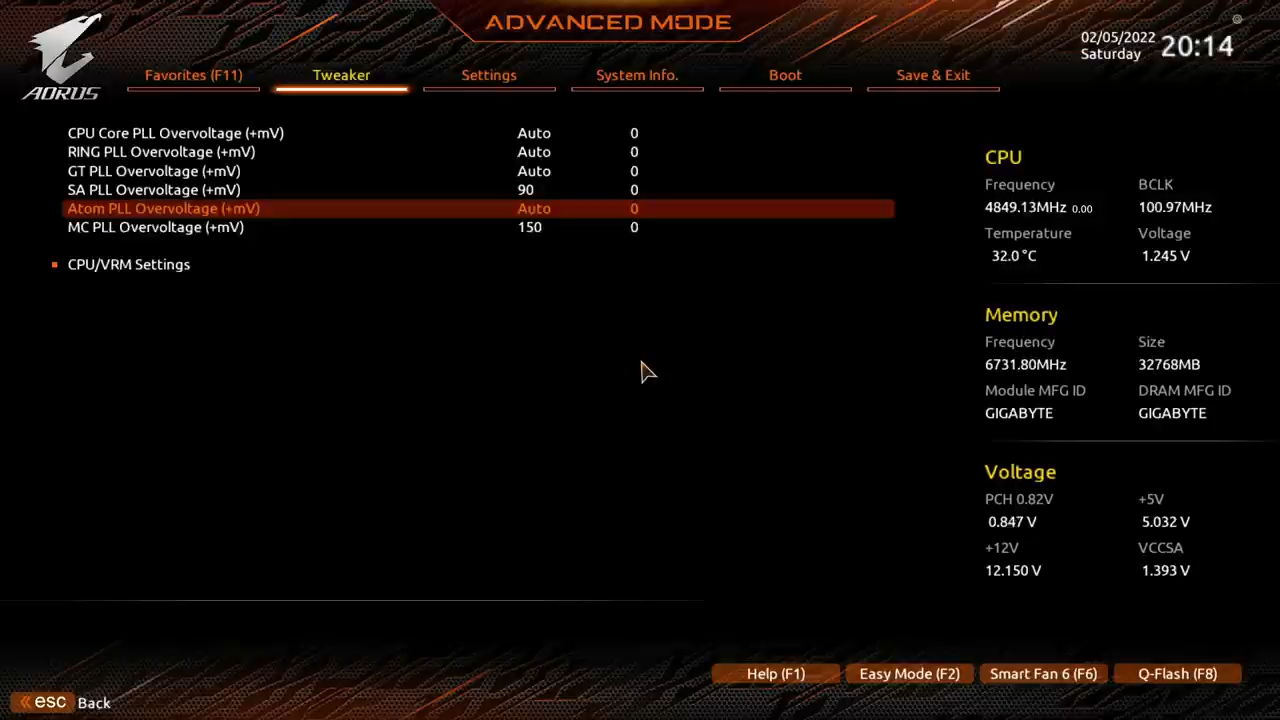 ADVANCED MODE
AORUS
02/05/2022
Saturday
20:14
Favorites (F11) Tweaker Settings System Info. Boot Save & Exit
CPU Core PLL Overvoltage (+mV) Auto 0
RING PLL Overvoltage (+mV) Auto 0
GT PLL Overvoltage (+mV) Auto 0
SA PLL Overvoltage (+mV) 90 0
Atom PLL Overvoltage (+mV) Auto 0
MC PLL Overvoltage (+mV) 150 0
CPU/VRM Settings
CPU
Frequency BCLK
4849.13MHz 0.00 100.97MHz
Temperature Voltage
32.0 °C 1.245 V
Memory
Frequency Size
6731.80MHz 32768MB
Module MFG ID DRAM MFG ID
GIGABYTE GIGABYTE
Voltage
PCH 0.82V +5V
0.847 V 5.032 V
+12V VCCSA
12.150 V 1.393 V
Help (F1) Easy Mode (F2) Smart Fan 6 (F6) Q-Flash (F8)
esc Back